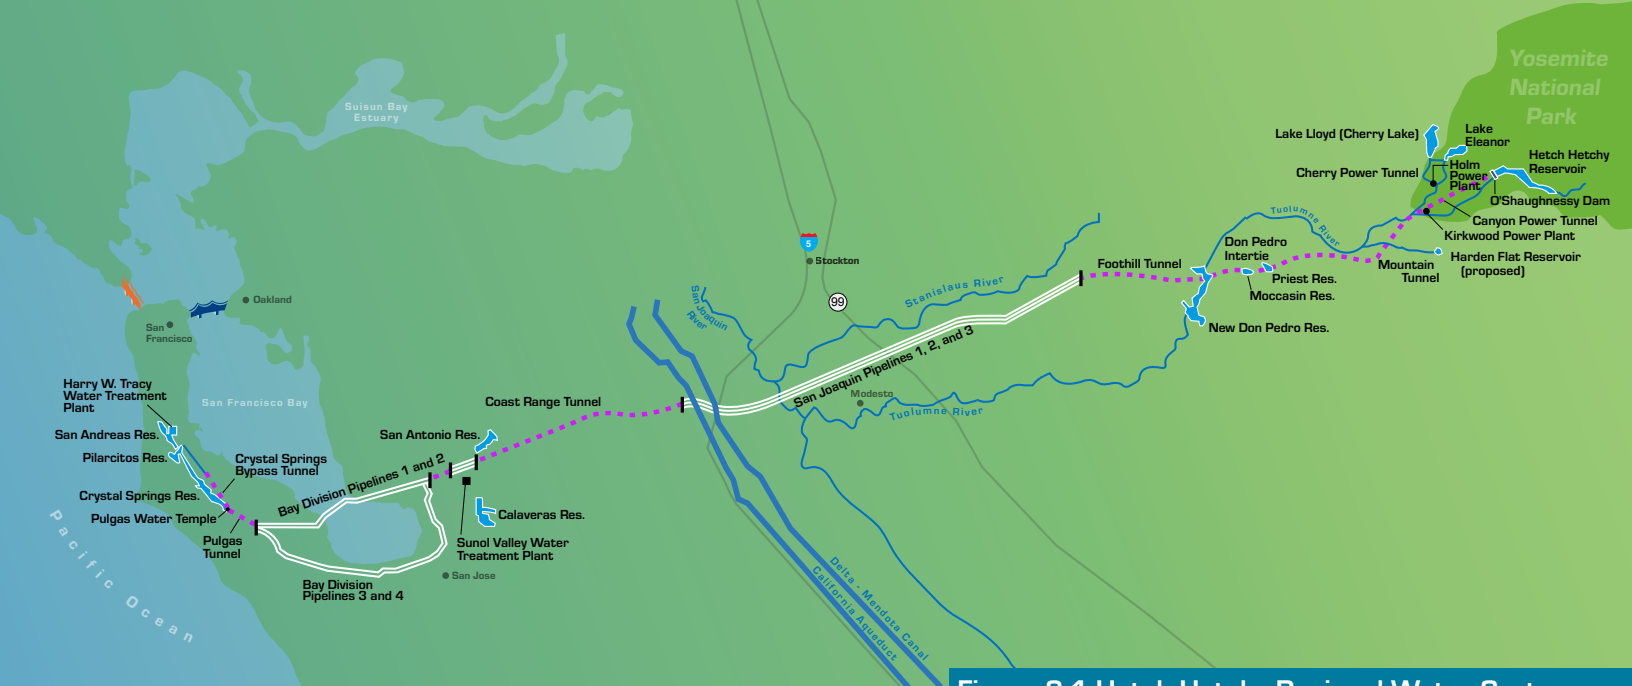 Yosemite
National
Park
Suisun Bay
Estuary
Lake Lloyd (Cherry Lake)
Lake
Eleanor
Hetch Hetchy
Reservoir
Cherry Power Tunnel
Holm
Power
Plant
O'Shaughnessy Dam
Canyon Power Tunnel
Kirkwood Power Plant
Tuolumne River
Harden Flat Reservoir
(proposed)
Mountain
Tunnel
Don Pedro
Intertie
Priest Res.
Moccasin Res.
New Don Pedro Res.
Foothill Tunnel
5
Stockton
99
Stanislaus River
San Joaquin
River
San Joaquin Pipelines 1, 2, and 3
Modesto
Tuolumne River
Oakland
San
Francisco
San Francisco Bay
Harry W. Tracy
Water Treatment
Plant
San Andreas Res.
Pilarcitos Res.
Crystal Springs
Bypass Tunnel
Crystal Springs Res.
Pulgas Water Temple
Pulgas
Tunnel
Coast Range Tunnel
San Antonio Res.
Bay Division Pipelines 1 and 2
Calaveras Res.
Sunol Valley Water
Treatment Plant
San Jose
Bay Division
Pipelines 3 and 4
Pacific Ocean
Delta - Mendota Canal
California Aqueduct